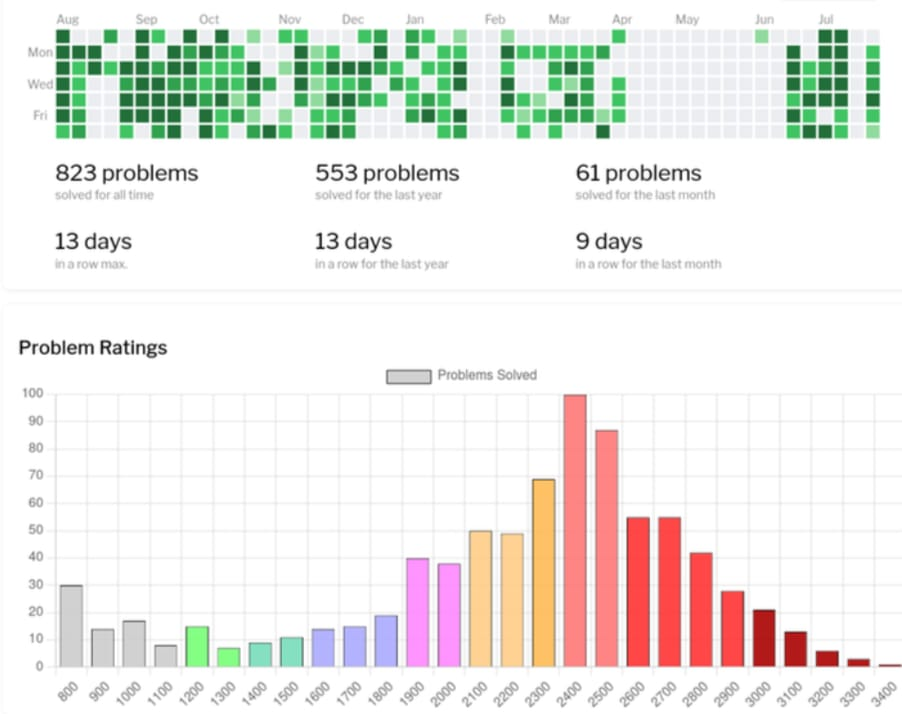 Aug Sep Oct Nov Dec Jan Feb Mar Apr May Jun Jul
Mon
Wed
Fri
823 problems 553 problems 61 problems
solved for all time solved for the last year solved for the last month
13 days 13 days 9 days
in a row max. in a row for the last year in a row for the last month
Problem Ratings
Problems Solved
100
90
80
70
60
50
40
30
20
10
0
800 900 1000 1100 1200 1300 1400 1500 1600 1700 1800 1900 2000 2100 2200 2300 2400 2500 2600 2700 2800 2900 3000 3100 3200 3300 3400